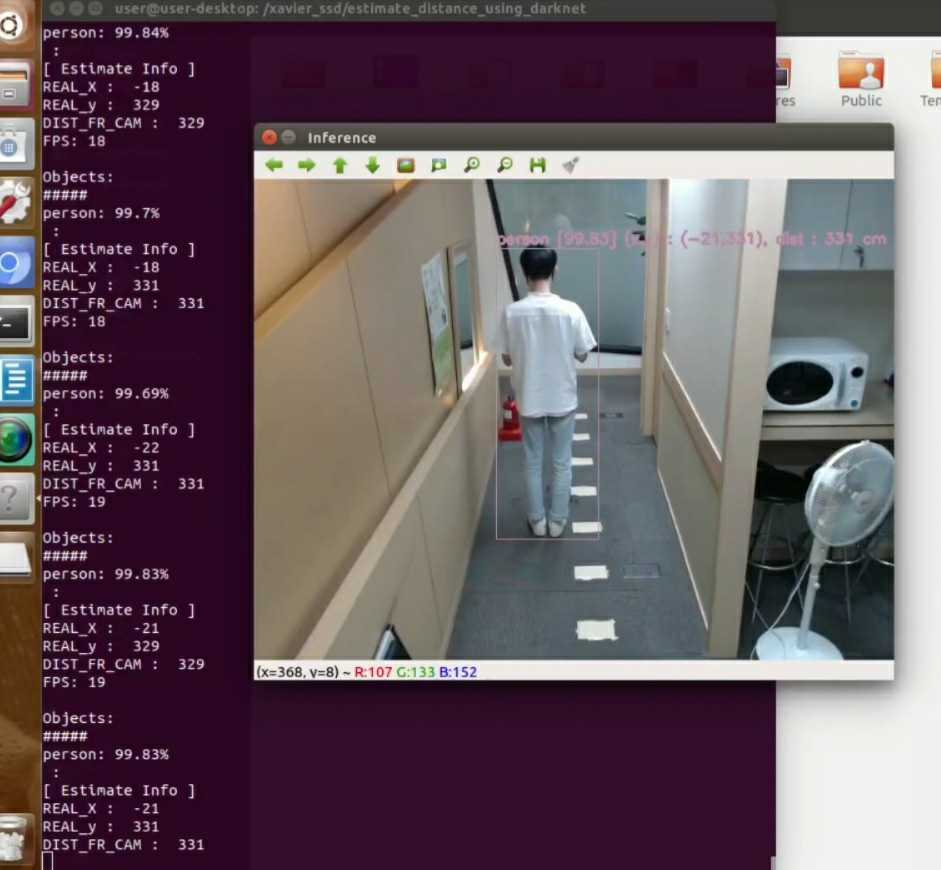 user@user-desktop: /xavier_ssd/estimate_distance_using_darknet
person: 99.84%
:
[ Estimate Info ]
REAL_X : -18
REAL_y : 329
DIST_FR_CAM : 329
FPS: 18
Objects:
#####
person: 99.7%
:
[ Estimate Info ]
REAL_X : -18
REAL_y : 331
DIST_FR_CAM : 331
FPS: 18
Objects:
#####
person: 99.69%
:
[ Estimate Info ]
REAL_X : -22
REAL_y : 331
DIST_FR_CAM : 331
FPS: 19
Objects:
#####
person: 99.83%
:
[ Estimate Info ]
REAL_X : -21
REAL_y : 329
DIST_FR_CAM : 329
FPS: 19
Objects:
#####
person: 99.83%
:
[ Estimate Info ]
REAL_X : -21
REAL_y : 331
DIST_FR_CAM : 331
Inference
person [99.83] : (-21,331), dist : 331 cm
(x=368, y=8) ~ R:107 G:133 B:152
Public